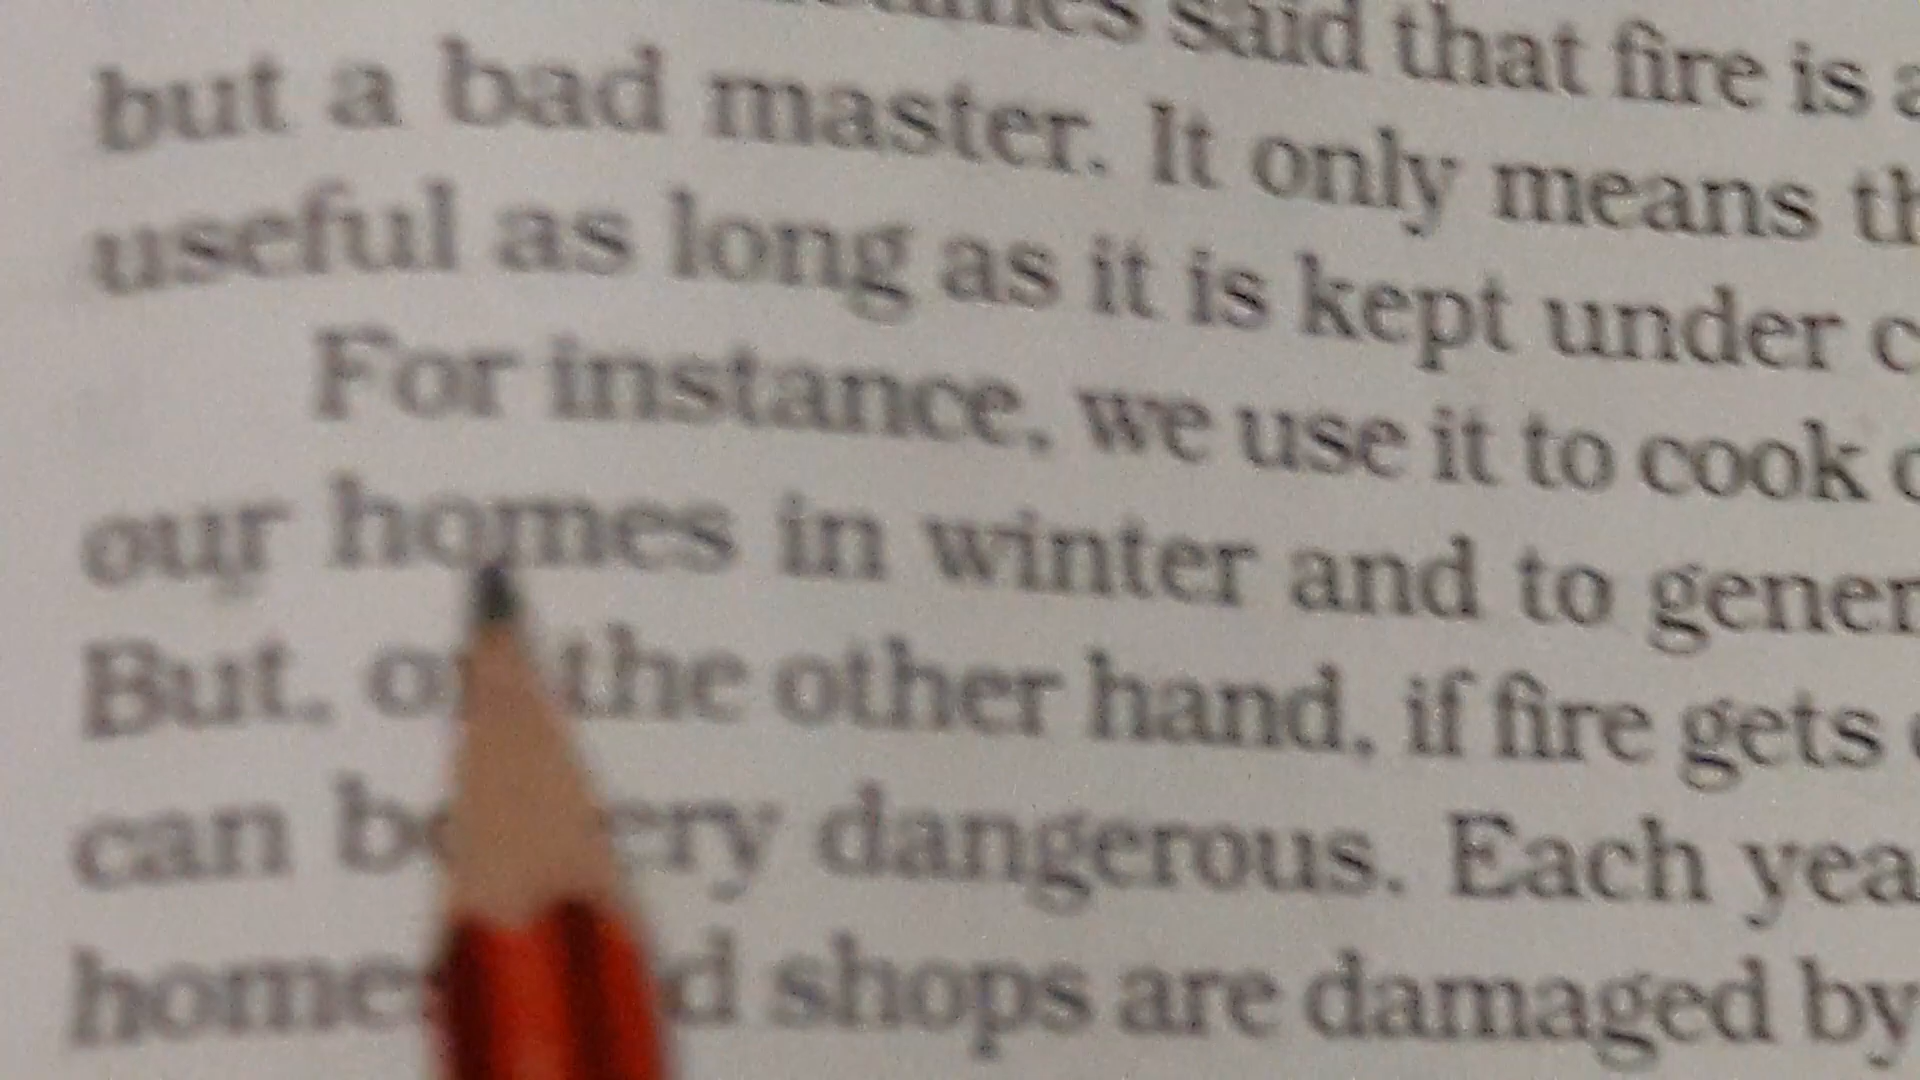 said that fire is a
but a bad master. It only means th
useful as long as it is kept under c
For instance, we use it to cook
our homes in winter and to gener
But, the other hand, if fire gets
can dangerous. Each yea
shops are damaged by